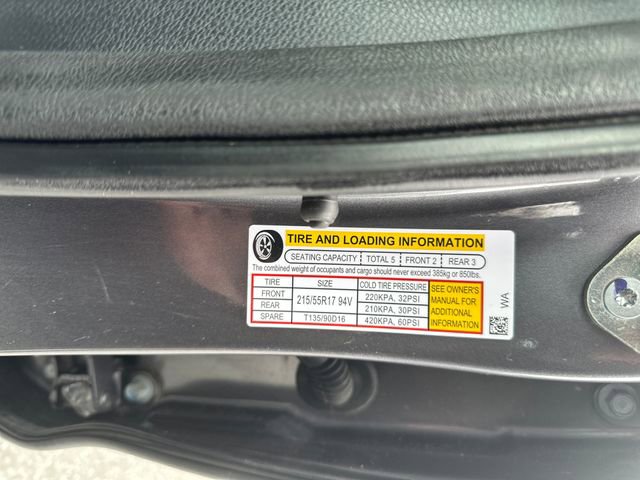 TIRE AND LOADING INFORMATION
SEATING CAPACITY TOTAL 5 FRONT 2 REAR 3
The combined weight of occupants and cargo should never exceed 385kg or 850lbs.
TIRE SIZE COLD TIRE PRESSURE SEE OWNER'S MANUAL FOR ADDITIONAL INFORMATION
FRONT 215/55R17 94V 220KPA, 32PSI
REAR 210KPA, 30PSI
SPARE T135/90D16 420KPA, 60PSI
WA